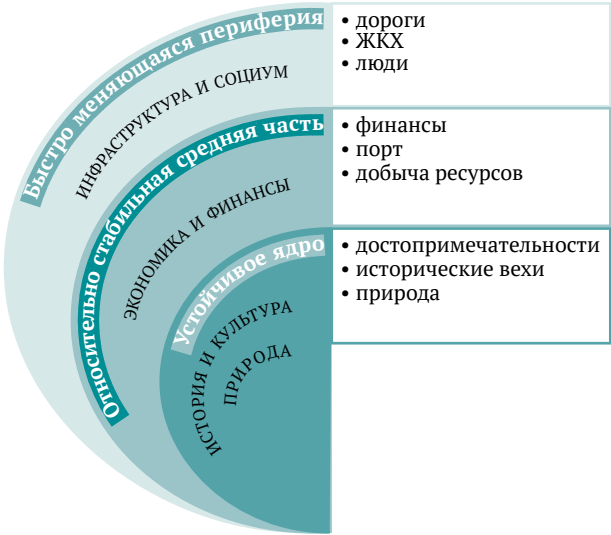 Быстро меняющаяся периферия
ИНФРАСТРУКТУРА И СОЦИУМ
• дороги
• ЖКХ
• люди
Относительно стабильная средняя часть
ЭКОНОМИКА И ФИНАНСЫ
• финансы
• порт
• добыча ресурсов
Устойчивое ядро
ИСТОРИЯ И КУЛЬТУРА
ПРИРОДА
• достопримечательности
• исторические вехи
• природа